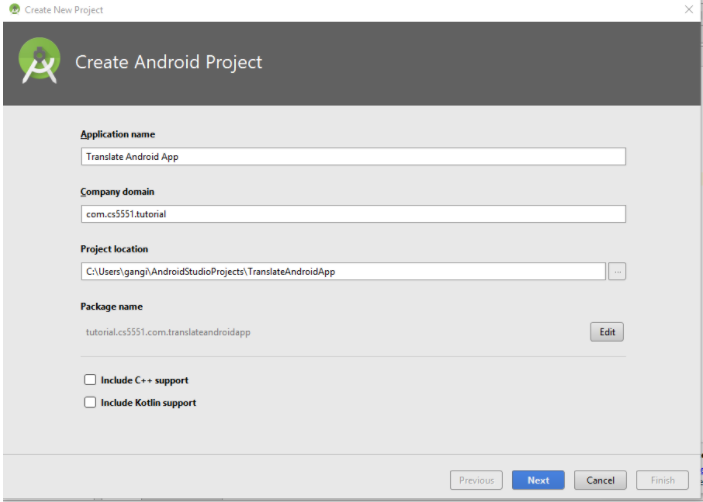 Create New Project
Create Android Project
Application name
Translate Android App
Company domain
com.cs5551.tutorial
Project location
C:\Users\gangi\AndroidStudioProjects\TranslateAndroidApp
...
Package name
tutorial.cs5551.com.translateandroidapp
Edit
Include C++ support
Include Kotlin support
Previous Next Cancel Finish